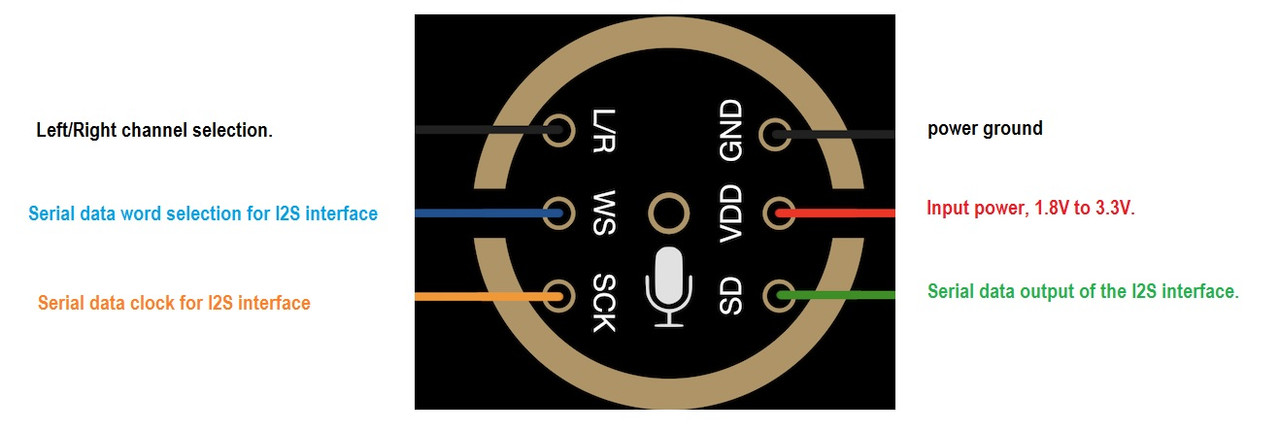 Left/Right channel selection.
L/R
GND
power ground
Serial data word selection for I2S interface
WS
VDD
Input power, 1.8V to 3.3V.
Serial data clock for I2S interface
SCK
SD
Serial data output of the I2S interface.